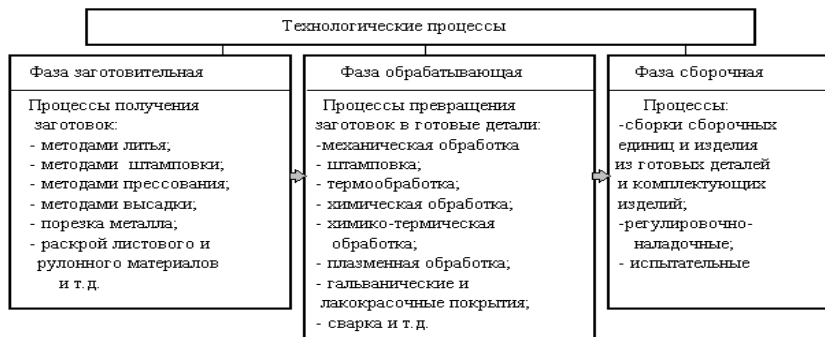 Технологические процессы
Фаза заготовительная
Процессы получения
заготовок:
- методами литья;
- методами штамповки;
- методами прессования;
- методами высадки;
- порезка металла;
- раскрой листового и
рулонного материалов
и т.д.
Фаза обрабатывающая
Процессы превращения
заготовок в готовые детали:
-механическая обработка
- штамповка;
- термообработка;
- химическая обработка;
- химико-термическая
обработка;
- плазменная обработка;
- гальванические и
лакокрасочные покрытия;
- сварка и т.д.
Фаза сборочная
Процессы:
-сборки сборочных
единиц и изделия
из готовых деталей
и комплектующих
изделий;
-регулировочно-
наладочные;
- испытательные